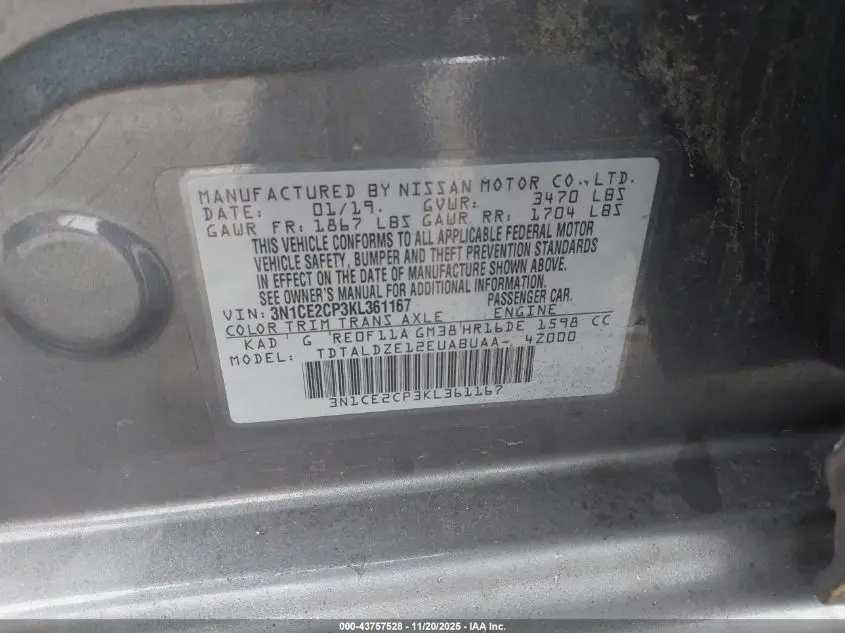 MANUFACTURED BY NISSAN MOTOR CO., LTD.
DATE: 01/19. GVWR: 3470 LBS
GAWR FR: 1867 LBS GAWR RR: 1704 LBS
THIS VEHICLE CONFORMS TO ALL APPLICABLE FEDERAL MOTOR
VEHICLE SAFETY, BUMPER AND THEFT PREVENTION STANDARDS
IN EFFECT ON THE DATE OF MANUFACTURE SHOWN ABOVE.
SEE OWNER'S MANUAL FOR ADDITIONAL INFORMATION.
VIN: 3N1CE2CP3KL361167 PASSENGER CAR.
COLOR TRIM TRANS AXLE ENGINE
KAD G RE0F11A GM38 HR16DE 1598 CC
MODEL: TDTALDZE12EUABUAA- 4Z000
3N1CE2CP3KL361167
000-43757528 - 11/20/2025 - IAA Inc.